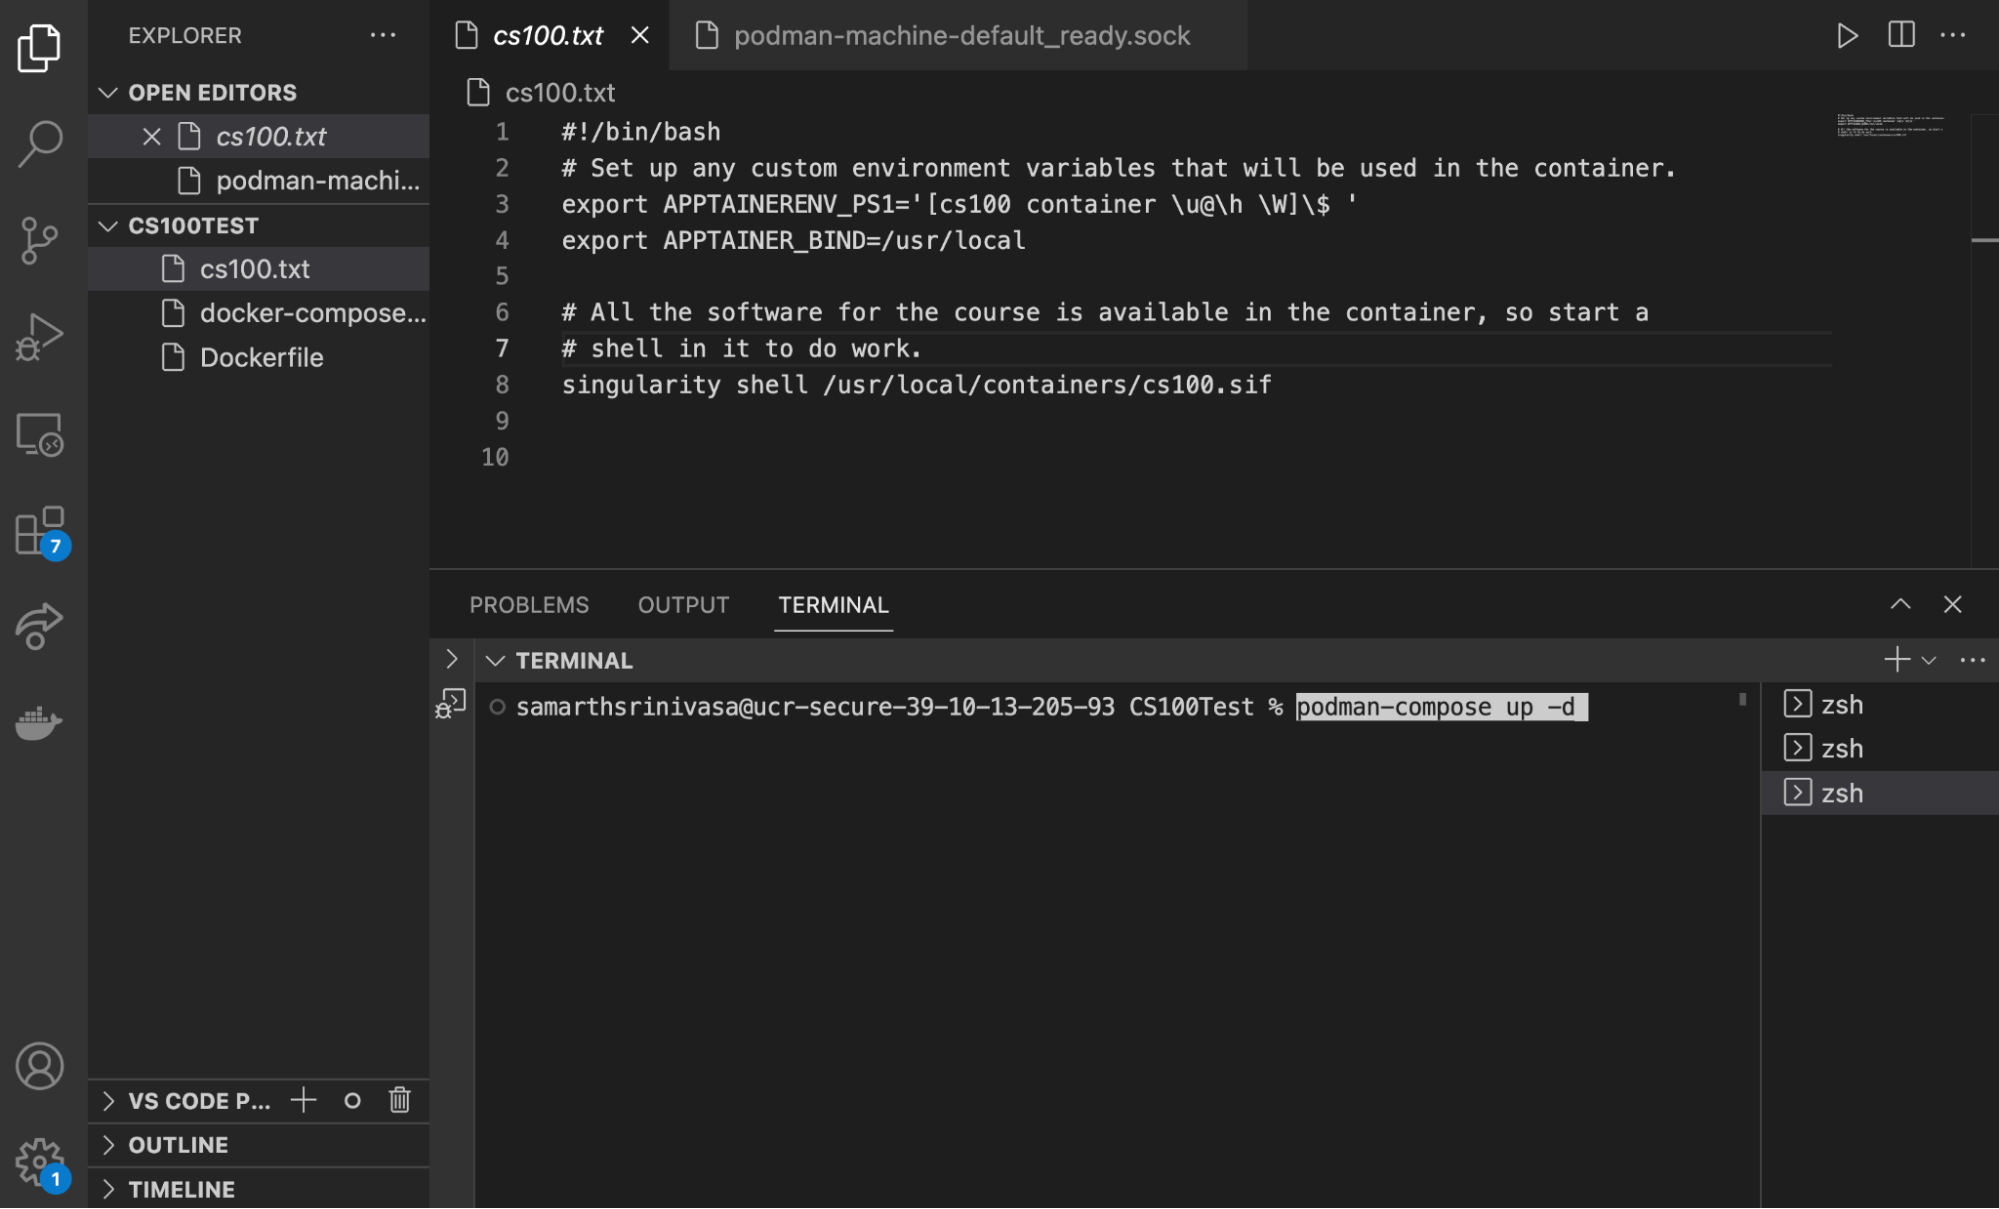 EXPLORER
OPEN EDITORS
cs100.txt
podman-machi...
CS100TEST
cs100.txt
docker-compose...
Dockerfile
VS CODE P...
OUTLINE
TIMELINE
7
1
cs100.txt
podman-machine-default_ready.sock
cs100.txt
1 #!/bin/bash
2 # Set up any custom environment variables that will be used in the container.
3 export APPTAINERENV_PS1='[cs100 container \u@\h \W]\$ '
4 export APPTAINER_BIND=/usr/local
5
6 # All the software for the course is available in the container, so start a
7 # shell in it to do work.
8 singularity shell /usr/local/containers/cs100.sif
9
10
PROBLEMS OUTPUT TERMINAL
TERMINAL
samarthsrinivasa@ucr-secure-39-10-13-205-93 CS100Test % podman-compose up -d
zsh
zsh
zsh